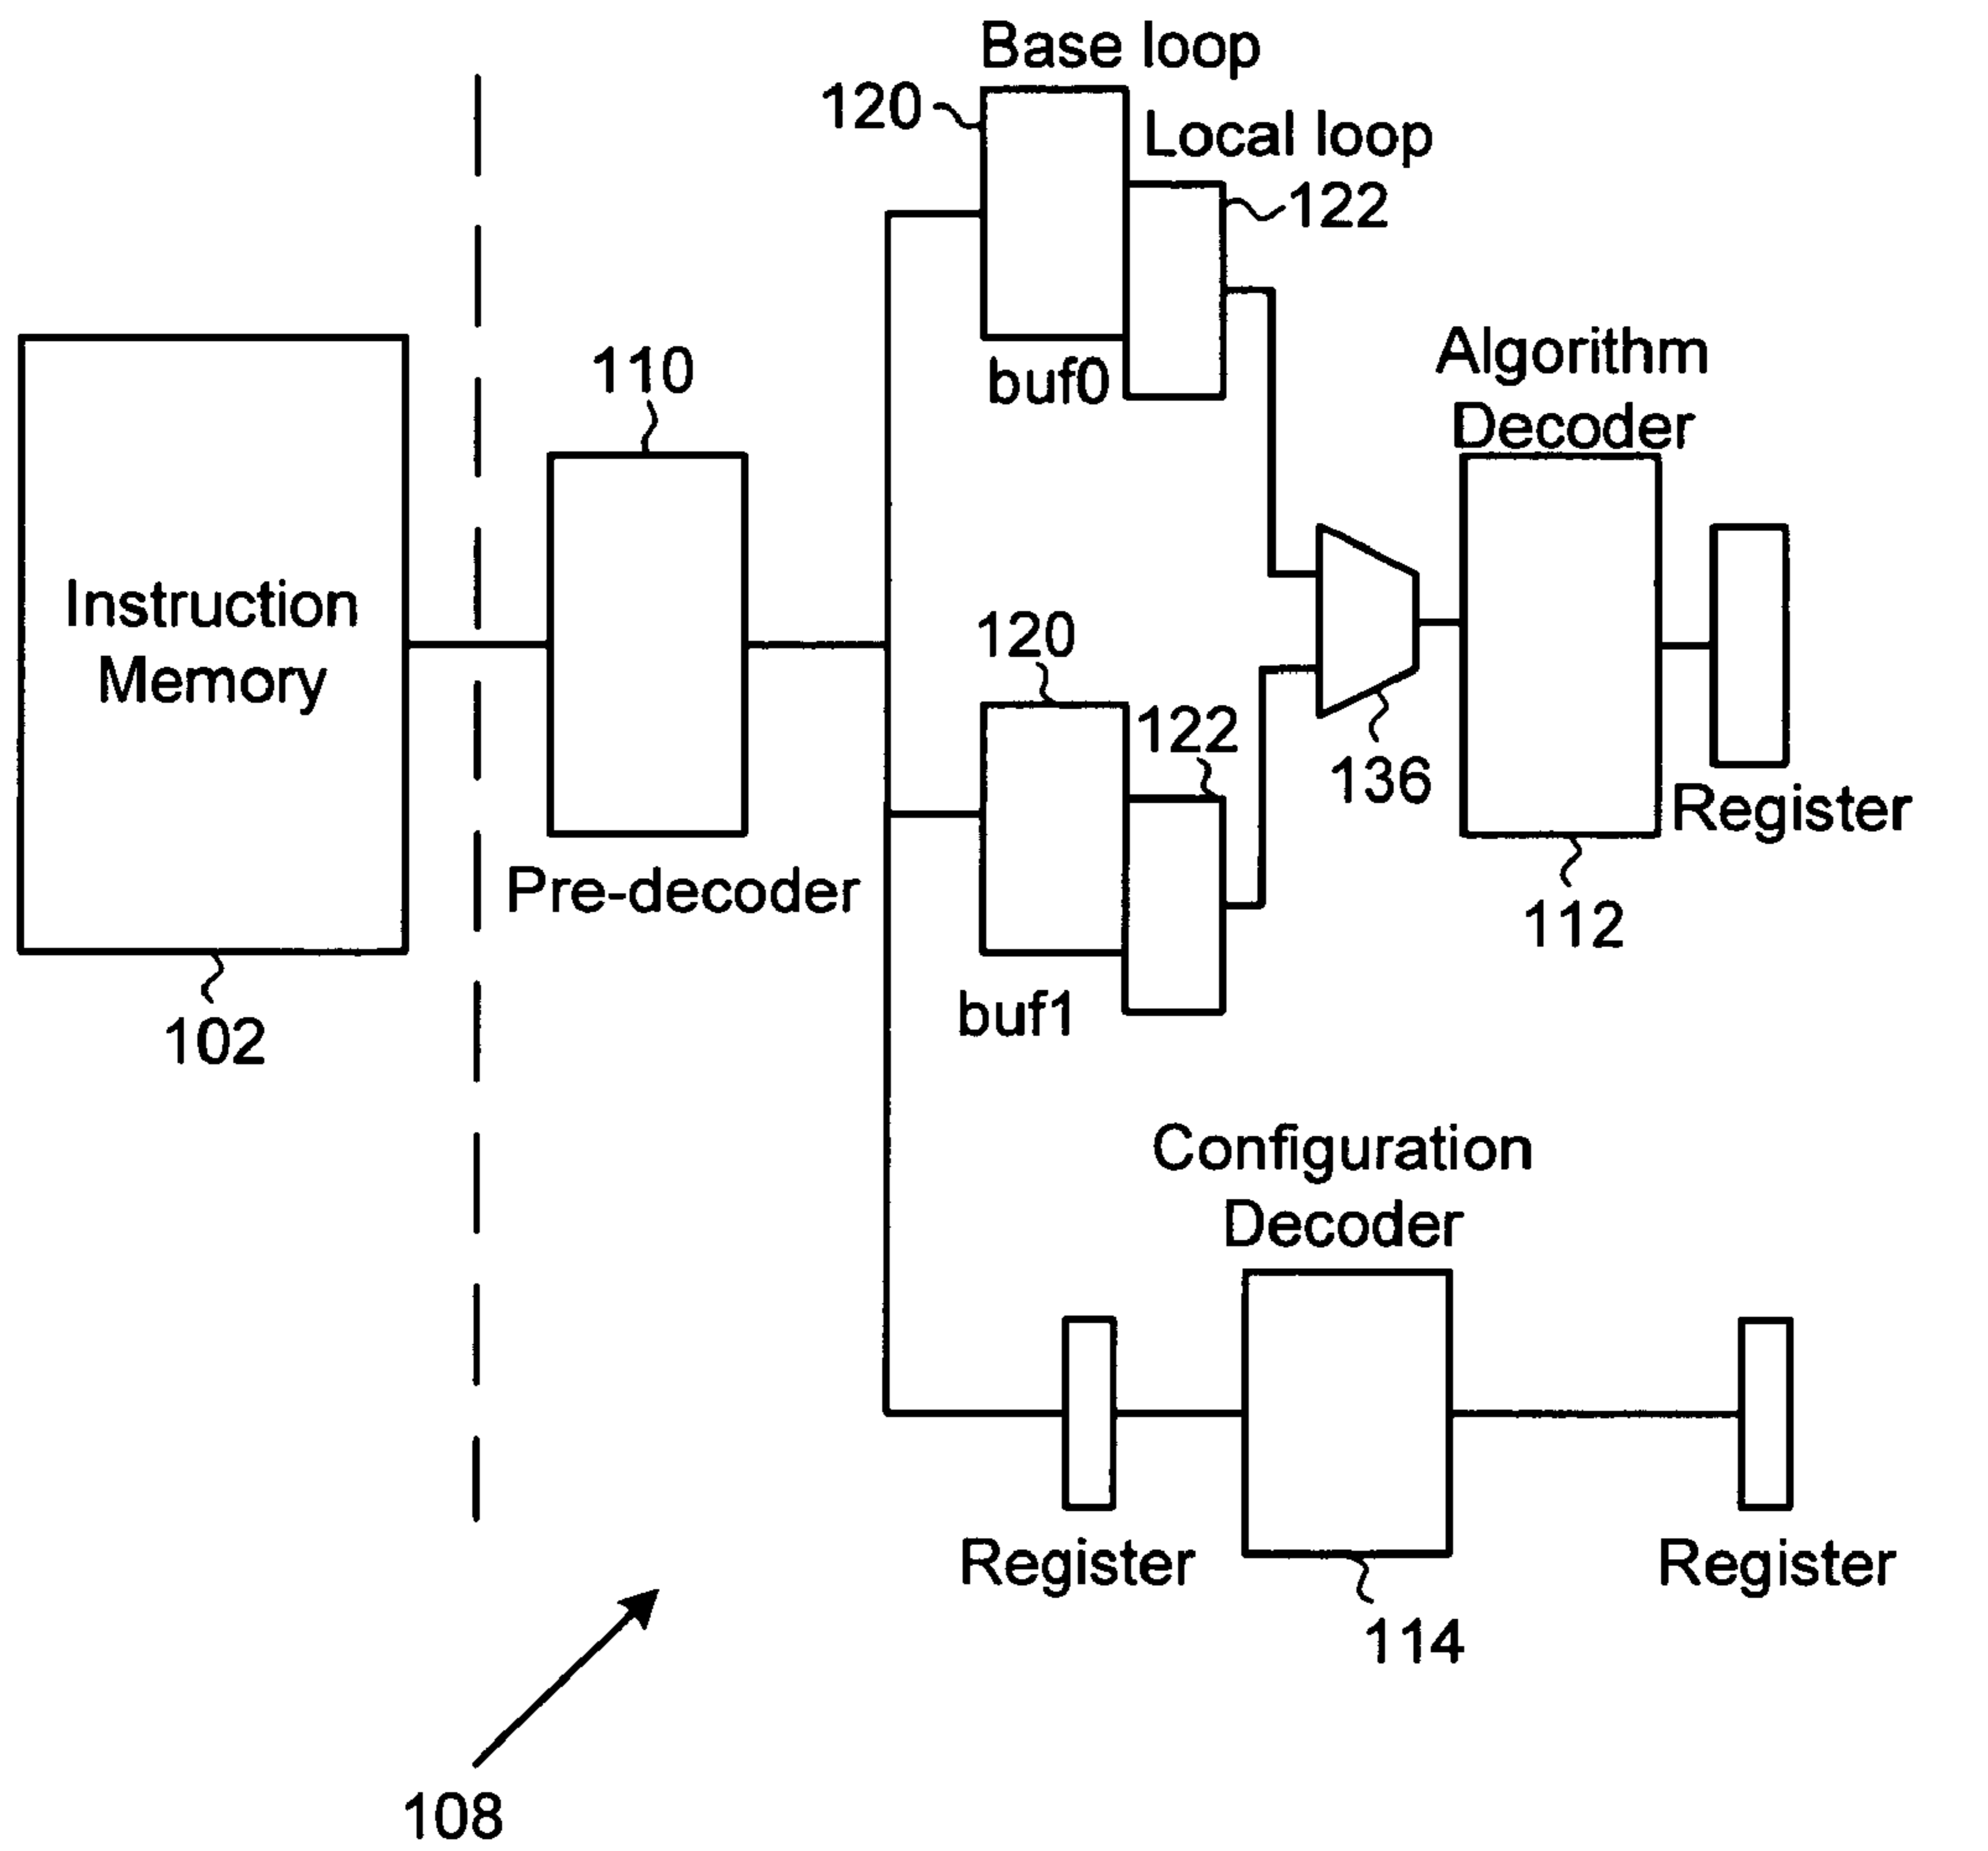 Base loop
120
Local loop
122
110
buf0
Algorithm
Decoder
Instruction
Memory
120
122
136
Register
Pre-decoder
112
buf1
102
Configuration
Decoder
Register
Register
114
108